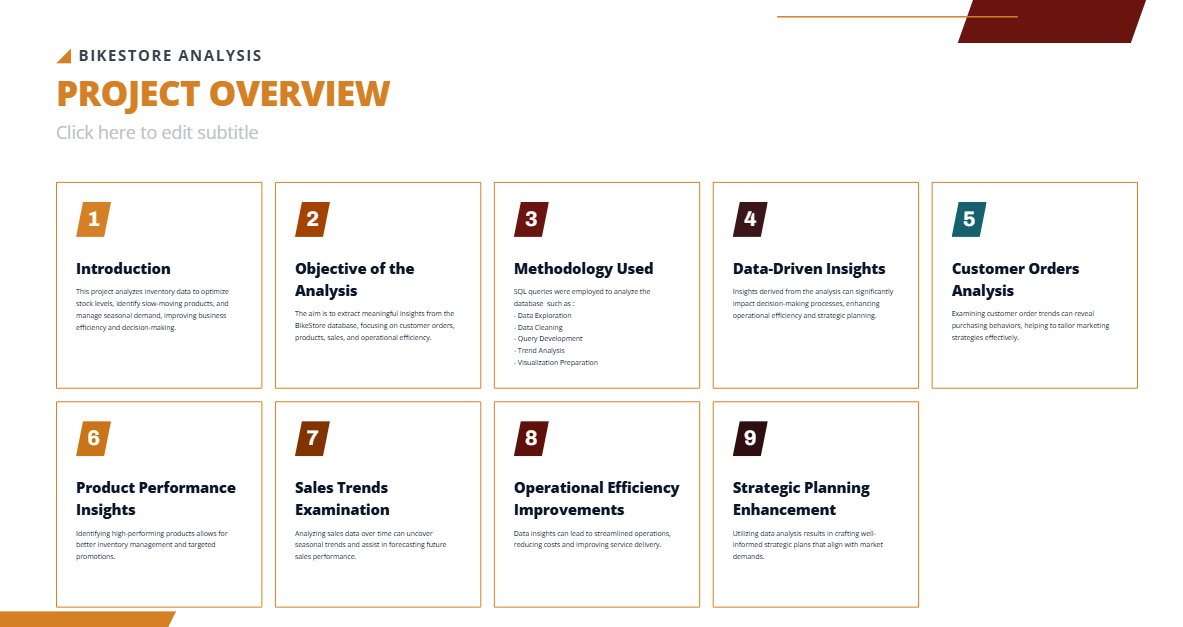 BIKESTORE ANALYSIS
PROJECT OVERVIEW
Click here to edit subtitle
1
Introduction
This project analyzes inventory data to optimize
stock levels, identify slow-moving products, and
manage seasonal demand, improving business
efficiency and decision-making.
2
Objective of the
Analysis
The aim is to extract meaningful insights from the
BikeStore database, focusing on customer orders,
products, sales, and operational efficiency.
3
Methodology Used
SQL queries were employed to analyze the
database  such as :
- Data Exploration
- Data Cleaning
- Query Development
- Trend Analysis
- Visualization Preparation
4
Data-Driven Insights
Insights derived from the analysis can significantly
impact decision-making processes, enhancing
operational efficiency and strategic planning.
5
Customer Orders
Analysis
Examining customer order trends can reveal
purchasing behaviors, helping to tailor marketing
strategies effectively.
6
Product Performance
Insights
Identifying high-performing products allows for
better inventory management and targeted
promotions.
7
Sales Trends
Examination
Analyzing sales data over time can uncover
seasonal trends and assist in forecasting future
sales performance.
8
Operational Efficiency
Improvements
Data insights can lead to streamlined operations,
reducing costs and improving service delivery.
9
Strategic Planning
Enhancement
Utilizing data analysis results in crafting well-
informed strategic plans that align with market
demands.